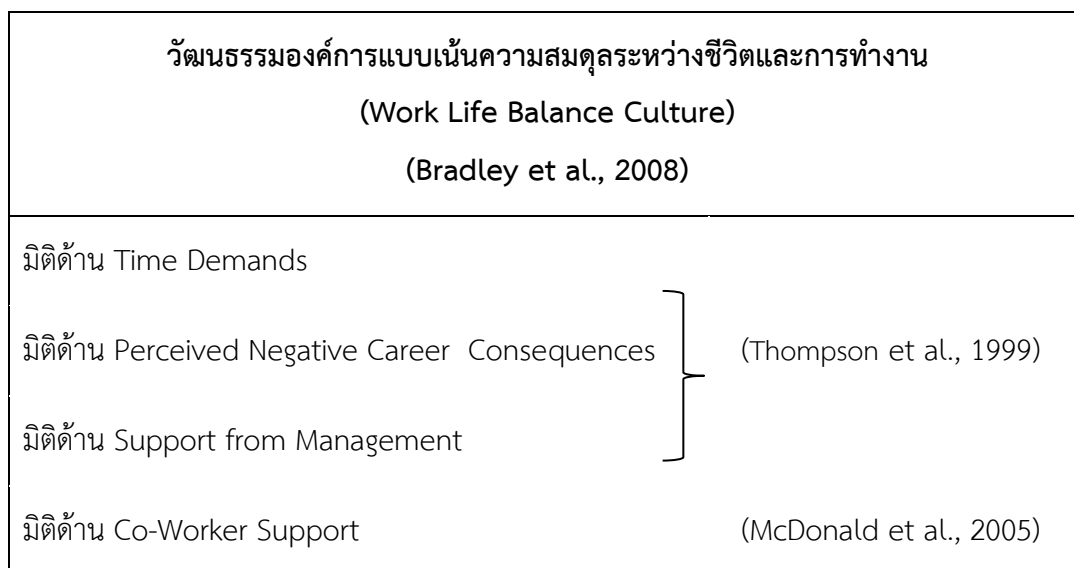 วัฒนธรรมองค์การแบบเน้นความสมดุลระหว่างชีวิตและการทำงาน
(Work Life Balance Culture)
(Bradley et al., 2008)
มิติด้าน Time Demands
มิติด้าน Perceived Negative Career Consequences (Thompson et al., 1999)
มิติด้าน Support from Management
มิติด้าน Co-Worker Support (McDonald et al., 2005)